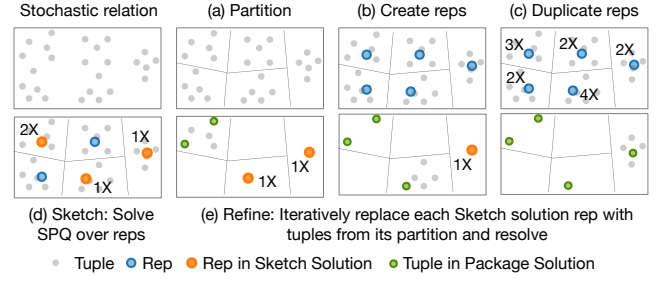 Stochastic relation
(a) Partition
(b) Create reps
(c) Duplicate reps
3X
2X
2X
2X
4X
2X
1X
1X
1X
1X
1X
(d) Sketch: Solve
SPQ over reps
(e) Refine: Iteratively replace each Sketch solution rep with
tuples from its partition and resolve
Tuple
Rep
Rep in Sketch Solution
Tuple in Package Solution